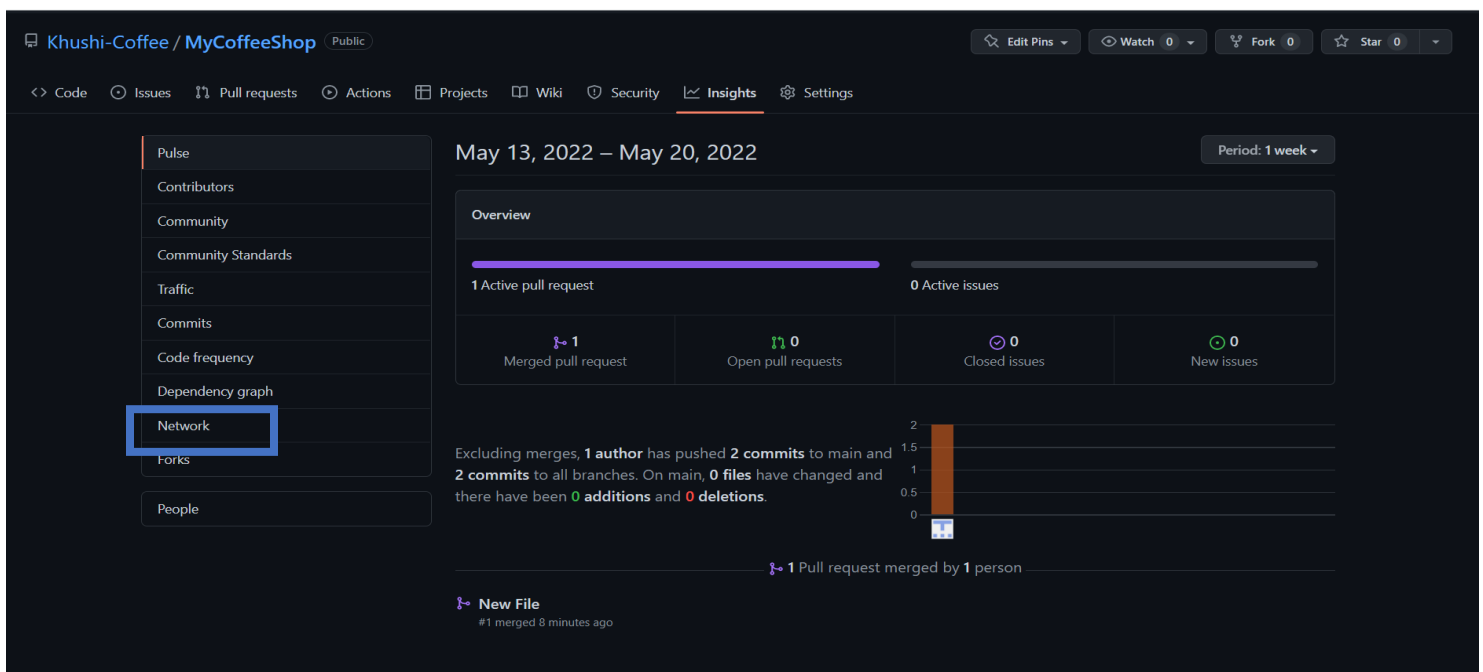 Khushi-Coffee / MyCoffeeShop Public
Edit Pins Watch 0 Fork 0 Star 0
Code Issues Pull requests Actions Projects Wiki Security Insights Settings
Pulse
Contributors
Community
Community Standards
Traffic
Commits
Code frequency
Dependency graph
Network
Forks
People
May 13, 2022 – May 20, 2022
Period: 1 week
Overview
1 Active pull request
0 Active issues
1
Merged pull request
0
Open pull requests
0
Closed issues
0
New issues
Excluding merges, 1 author has pushed 2 commits to main and
2 commits to all branches. On main, 0 files have changed and
there have been 0 additions and 0 deletions.
2
1.5
1
0.5
0
1 Pull request merged by 1 person
New File
#1 merged 8 minutes ago